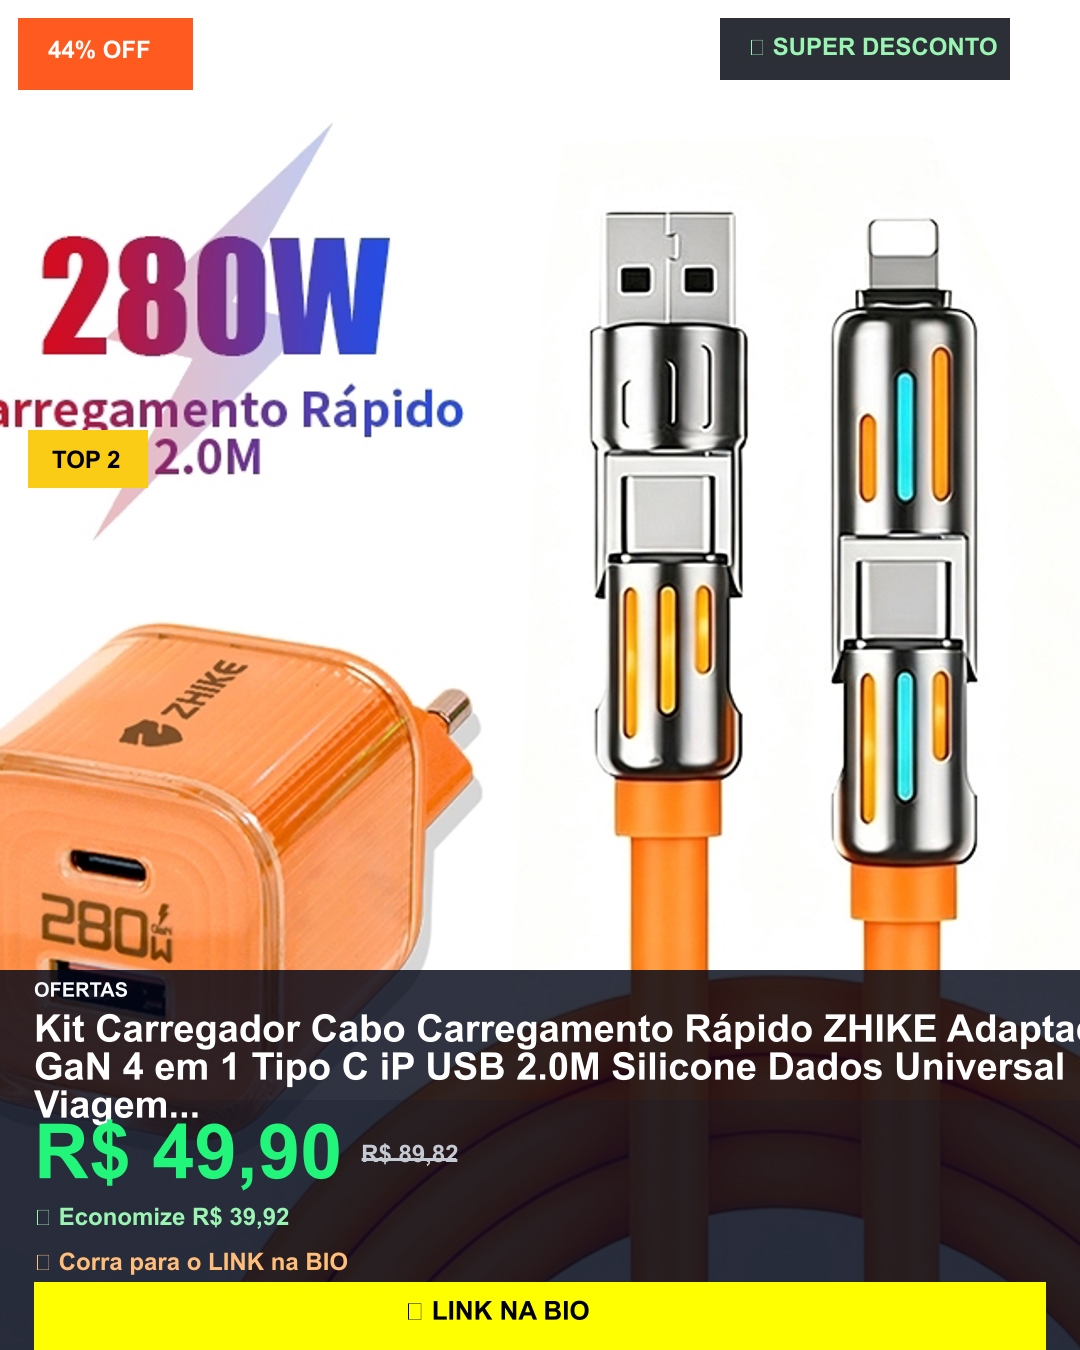 44% OFF
SUPER DESCONTO
280W
arregamento Rápido
TOP 2 2.0M
ZHIKE
280W
OFERTAS
Kit Carregador Cabo Carregamento Rápido ZHIKE Adaptad
GaN 4 em 1 Tipo C iP USB 2.0M Silicone Dados Universal
Viagem...
R$ 49,90 R$ 89,82
Economize R$ 39,92
Corra para o LINK na BIO
LINK NA BIO